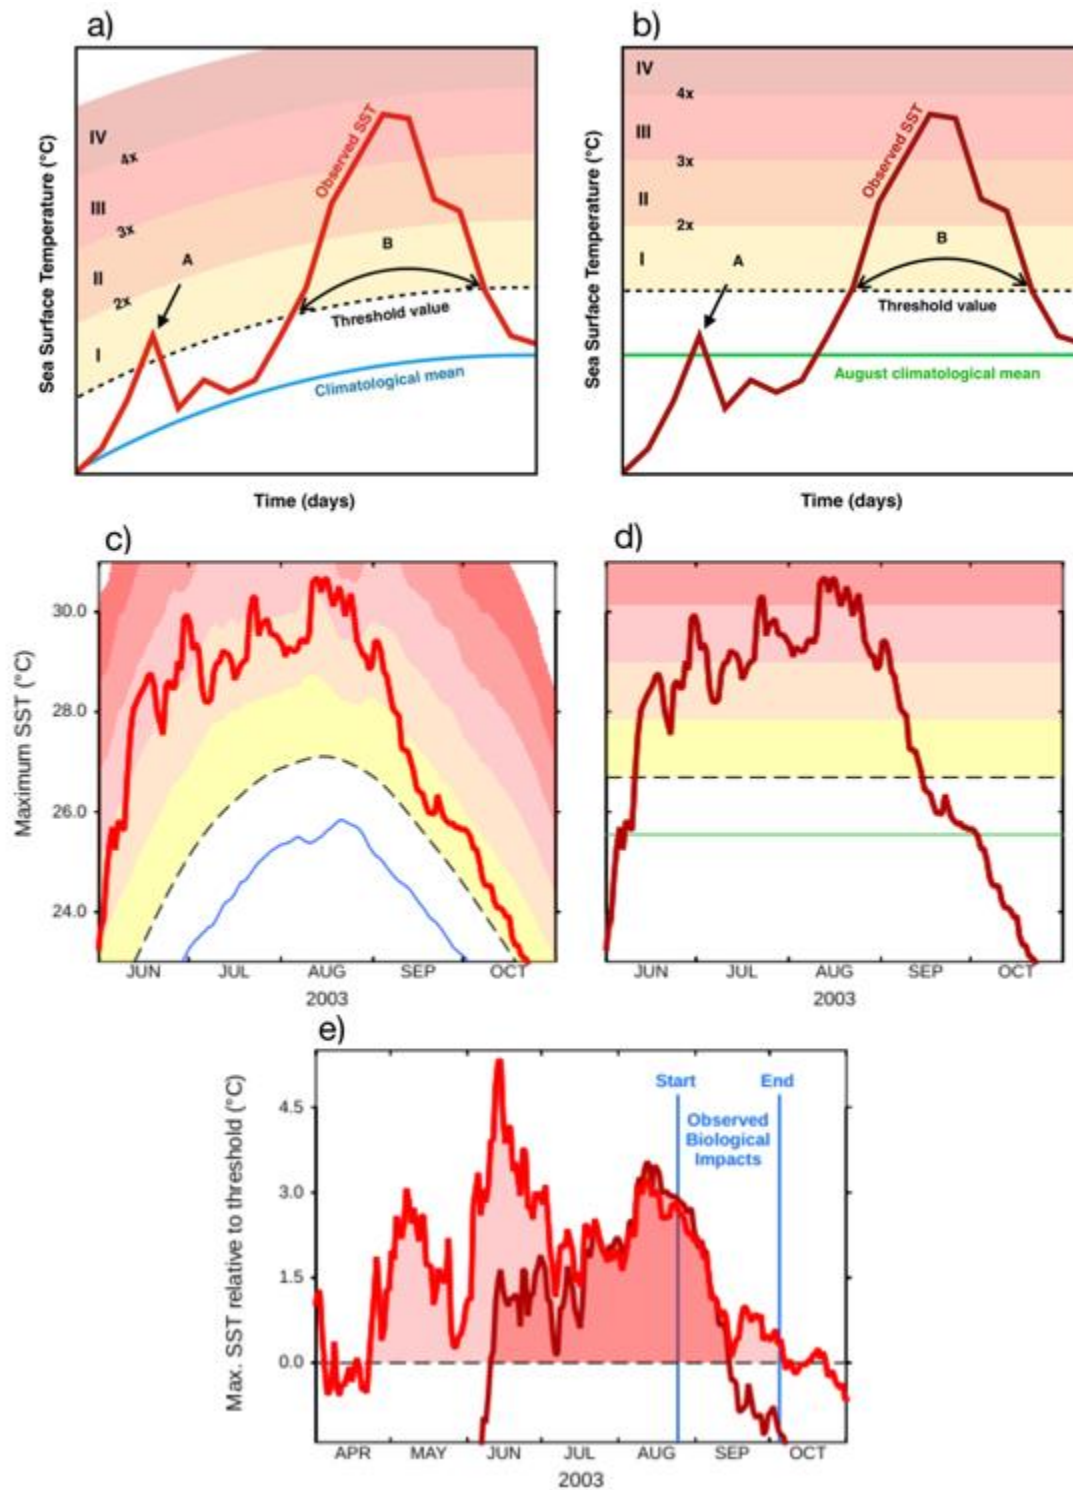 a)
Sea Surface Temperature (°C)
IV
4x
III
3x
II
2x
I
A
Observed SST
B
Threshold value
Climatological mean
Time (days)
b)
Sea Surface Temperature (°C)
IV
4x
III
3x
II
2x
I
A
Observed SST
B
Threshold value
August climatological mean
Time (days)
c)
Maximum SST (°C)
30.0
28.0
26.0
24.0
JUN JUL AUG SEP OCT
2003
d)
JUN JUL AUG SEP OCT
2003
e)
Max. SST relative to threshold (°C)
4.5
3.0
1.5
0.0
Start
End
Observed
Biological
Impacts
APR MAY JUN JUL AUG SEP OCT
2003